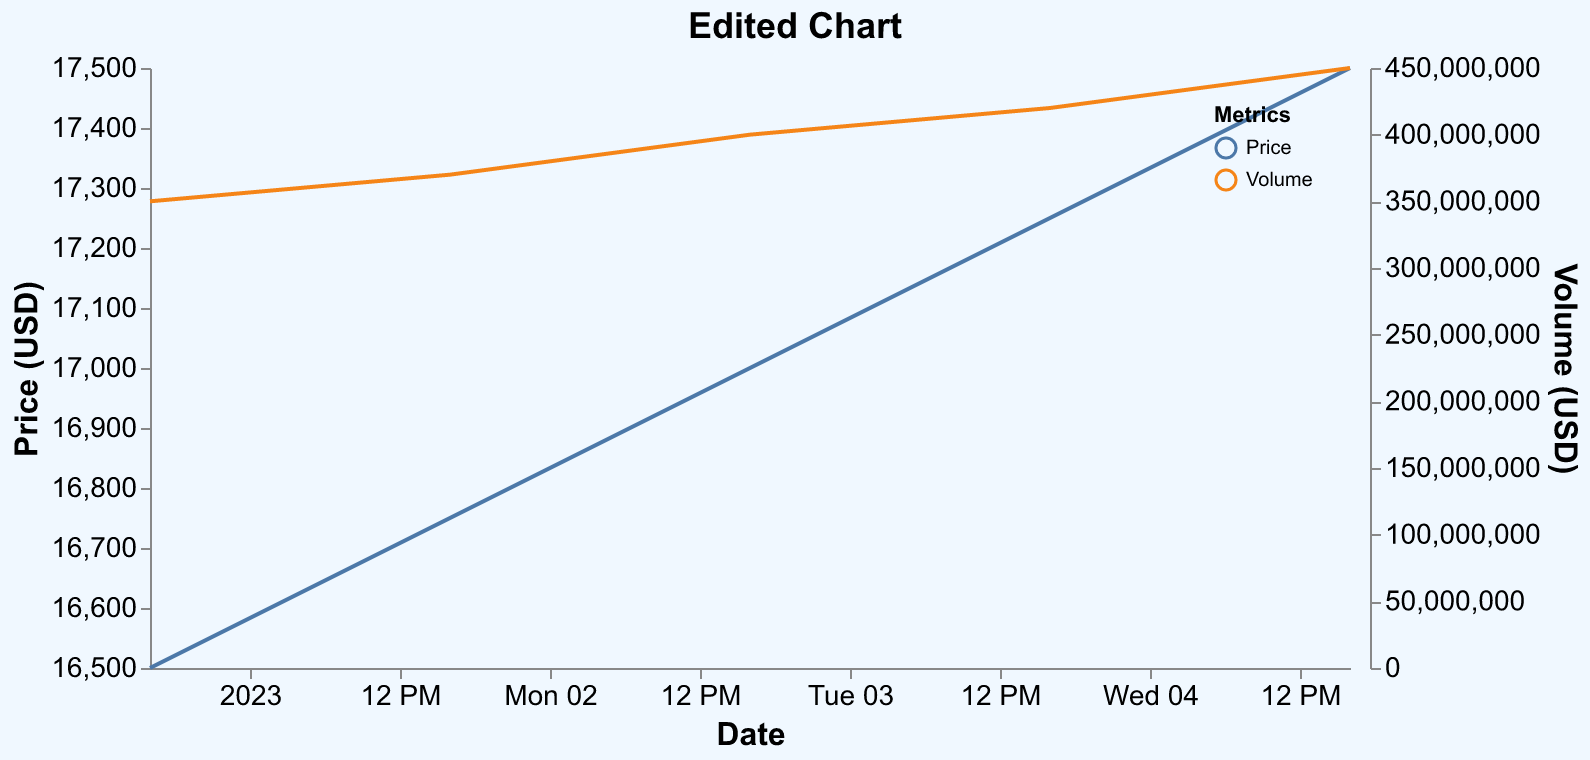 Edited Chart
17,500
17,400
17,300
17,200
17,100
17,000
16,900
16,800
16,700
16,600
16,500
Price (USD)
450,000,000
400,000,000
350,000,000
300,000,000
250,000,000
200,000,000
150,000,000
100,000,000
50,000,000
0
Volume (USD)
Metrics
Price
Volume
2023
12 PM
Mon 02
12 PM
Tue 03
12 PM
Wed 04
12 PM
Date